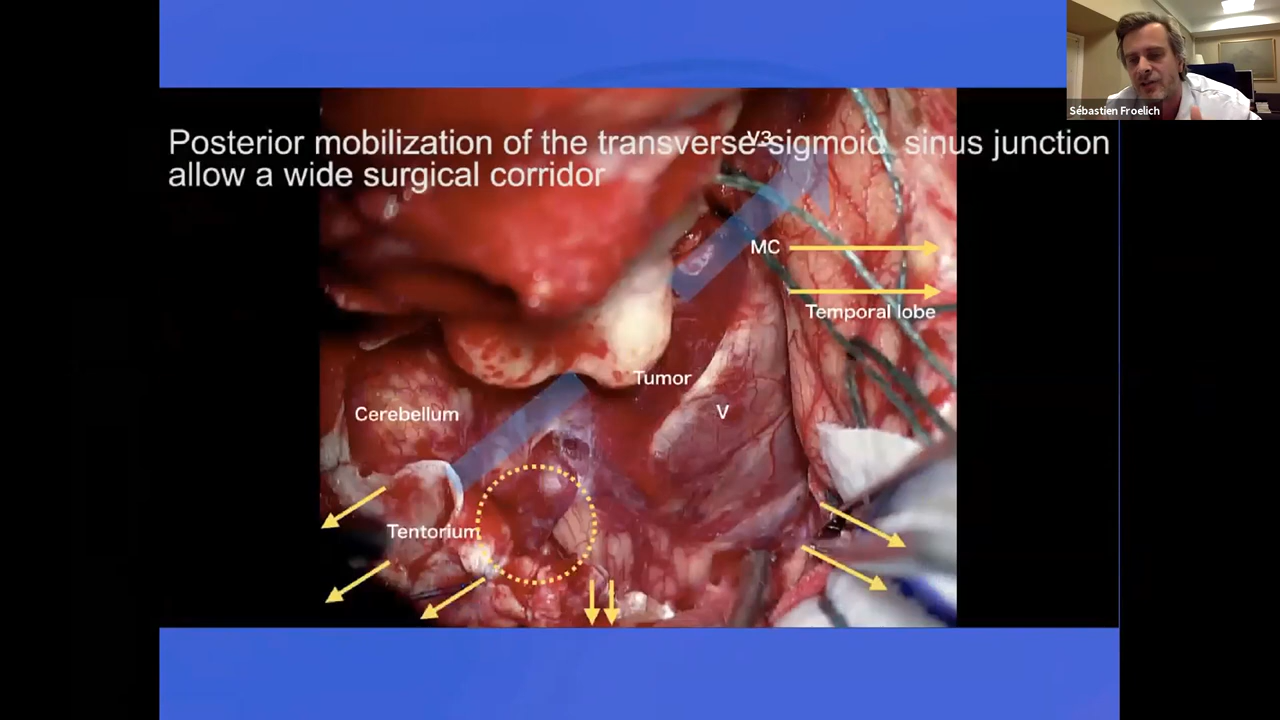 Sébastien Froelich
V3
Posterior mobilization of the transverse-sigmoid sinus junction
allow a wide surgical corridor
MC
Temporal lobe
Tumor
Cerebellum
V
Tentorium